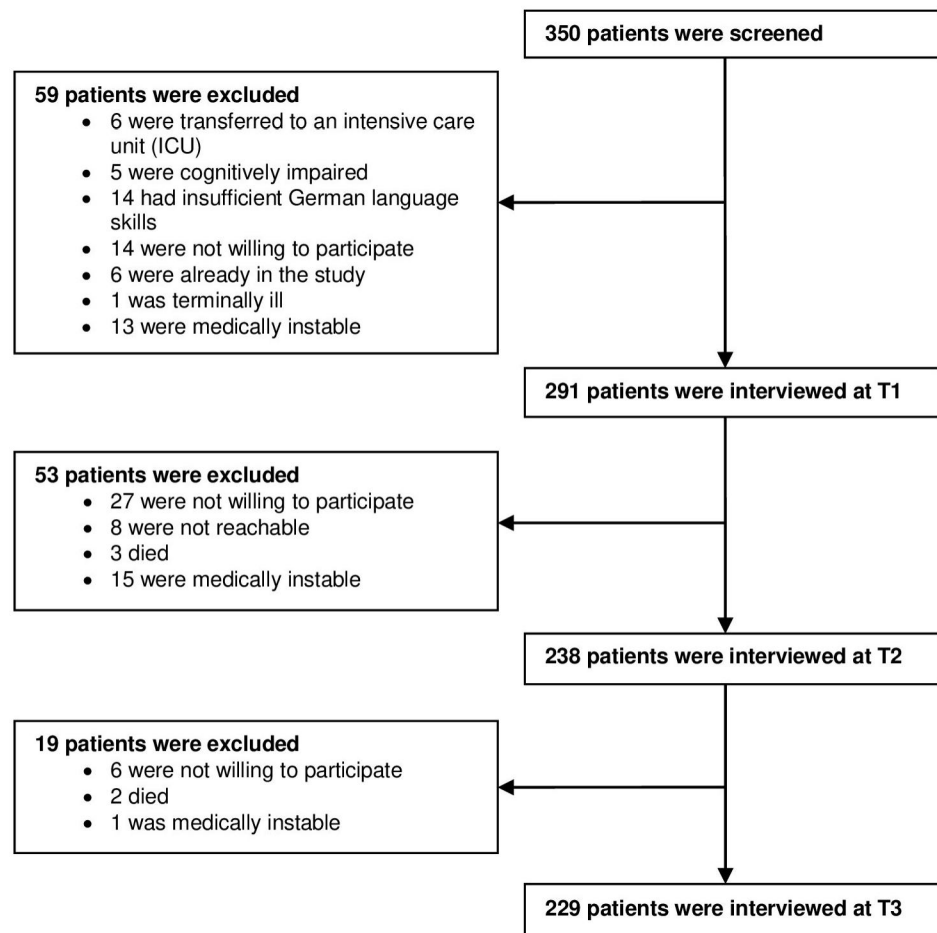 350 patients were screened
59 patients were excluded
• 6 were transferred to an intensive care
unit (ICU)
• 5 were cognitively impaired
• 14 had insufficient German language
skills
• 14 were not willing to participate
• 6 were already in the study
• 1 was terminally ill
• 13 were medically instable
291 patients were interviewed at T1
53 patients were excluded
• 27 were not willing to participate
• 8 were not reachable
• 3 died
• 15 were medically instable
238 patients were interviewed at T2
19 patients were excluded
• 6 were not willing to participate
• 2 died
• 1 was medically instable
229 patients were interviewed at T3